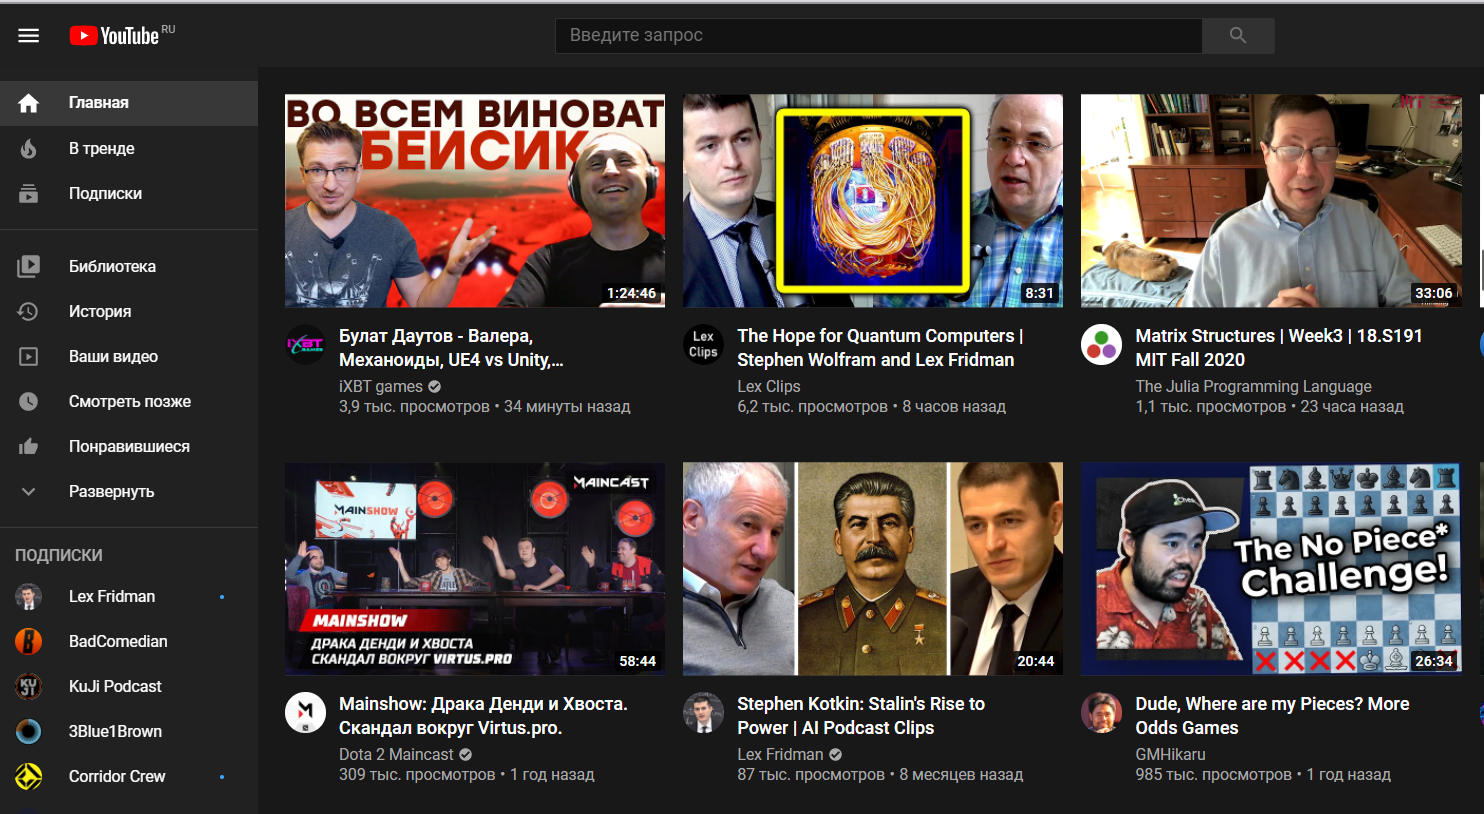 YouTube RU
Введите запрос
Главная
В тренде
Подписки
Библиотека
История
Ваши видео
Смотреть позже
Понравившиеся
Развернуть
ПОДПИСКИ
Lex Fridman
BadComedian
KuJi Podcast
3Blue1Brown
Corridor Crew
ВО ВСЕМ ВИНОВАТ
БЕЙСИК
1:24:46
iXBT
GAMES
Булат Даутов - Валера,
Механоиды, UE4 vs Unity,...
iXBT games
3,9 тыс. просмотров • 34 минуты назад
8:31
Lex
Clips
The Hope for Quantum Computers |
Stephen Wolfram and Lex Fridman
Lex Clips
6,2 тыс. просмотров • 8 часов назад
33:06
Matrix Structures | Week3 | 18.S191
MIT Fall 2020
The Julia Programming Language
1,1 тыс. просмотров • 23 часа назад
MAINCAST
MAINSHOW
MAINSHOW
ДРАКА ДЕНДИ И ХВОСТА
СКАНДАЛ ВОКРУГ VIRTUS.PRO
58:44
Mainshow: Драка Денди и Хвоста.
Скандал вокруг Virtus.pro.
Dota 2 Maincast
309 тыс. просмотров • 1 год назад
20:44
Stephen Kotkin: Stalin's Rise to
Power | AI Podcast Clips
Lex Fridman
87 тыс. просмотров • 8 месяцев назад
The No Piece*
Challenge!
26:34
Dude, Where are my Pieces? More
Odds Games
GMHikaru
985 тыс. просмотров • 1 год назад